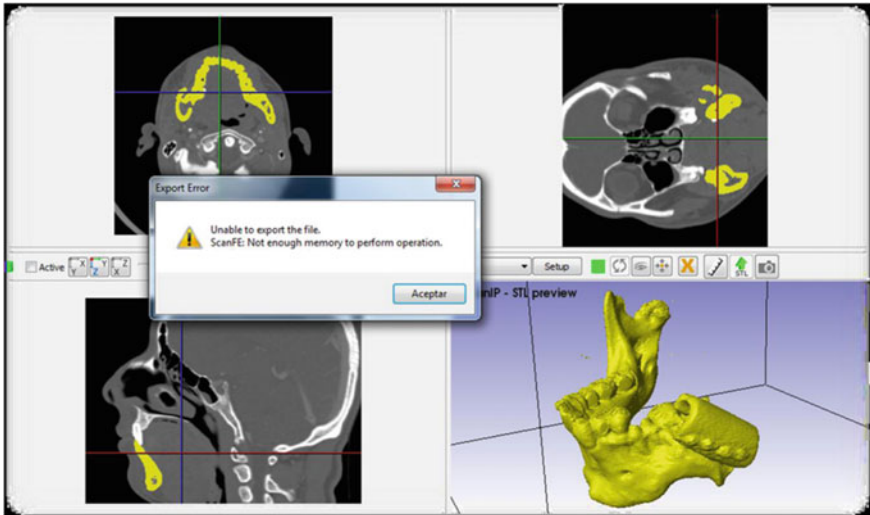 Export Error
Unable to export the file.
ScanFE: Not enough memory to perform operation.
Aceptar
Active
X
Y
Y
Z
Z
X
Setup
STL
STL preview